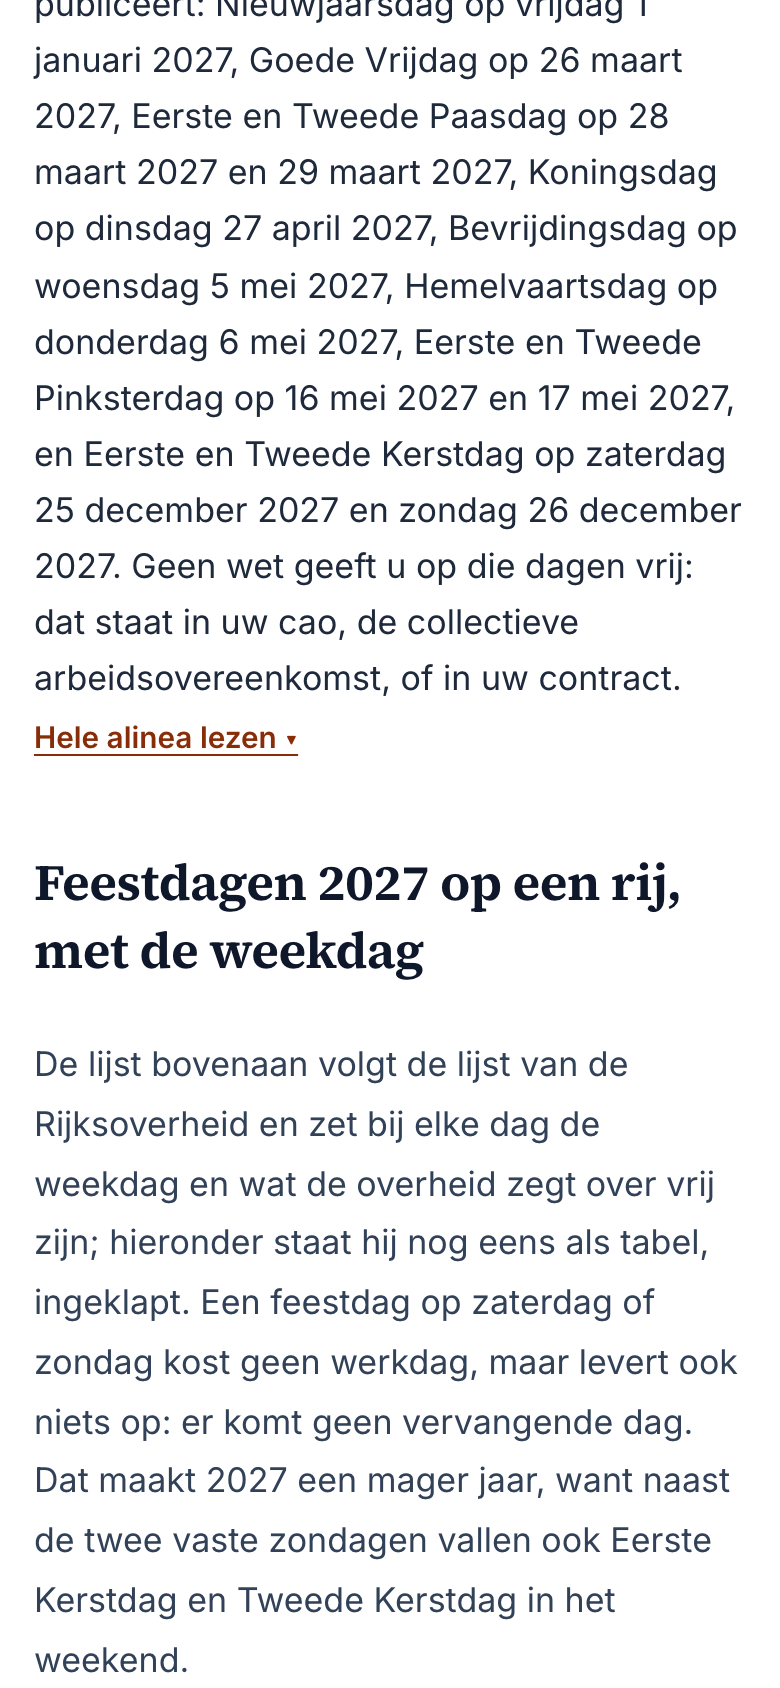 publiceert: Nieuwjaarsdag op vrijdag 1
januari 2027, Goede Vrijdag op 26 maart
2027, Eerste en Tweede Paasdag op 28
maart 2027 en 29 maart 2027, Koningsdag
op dinsdag 27 april 2027, Bevrijdingsdag op
woensdag 5 mei 2027, Hemelvaartsdag op
donderdag 6 mei 2027, Eerste en Tweede
Pinksterdag op 16 mei 2027 en 17 mei 2027,
en Eerste en Tweede Kerstdag op zaterdag
25 december 2027 en zondag 26 december
2027. Geen wet geeft u op die dagen vrij:
dat staat in uw cao, de collectieve
arbeidsovereenkomst, of in uw contract.
Hele alinea lezen ▾
Feestdagen 2027 op een rij,
met de weekdag
De lijst bovenaan volgt de lijst van de
Rijksoverheid en zet bij elke dag de
weekdag en wat de overheid zegt over vrij
zijn; hieronder staat hij nog eens als tabel,
ingeklapt. Een feestdag op zaterdag of
zondag kost geen werkdag, maar levert ook
niets op: er komt geen vervangende dag.
Dat maakt 2027 een mager jaar, want naast
de twee vaste zondagen vallen ook Eerste
Kerstdag en Tweede Kerstdag in het
weekend.